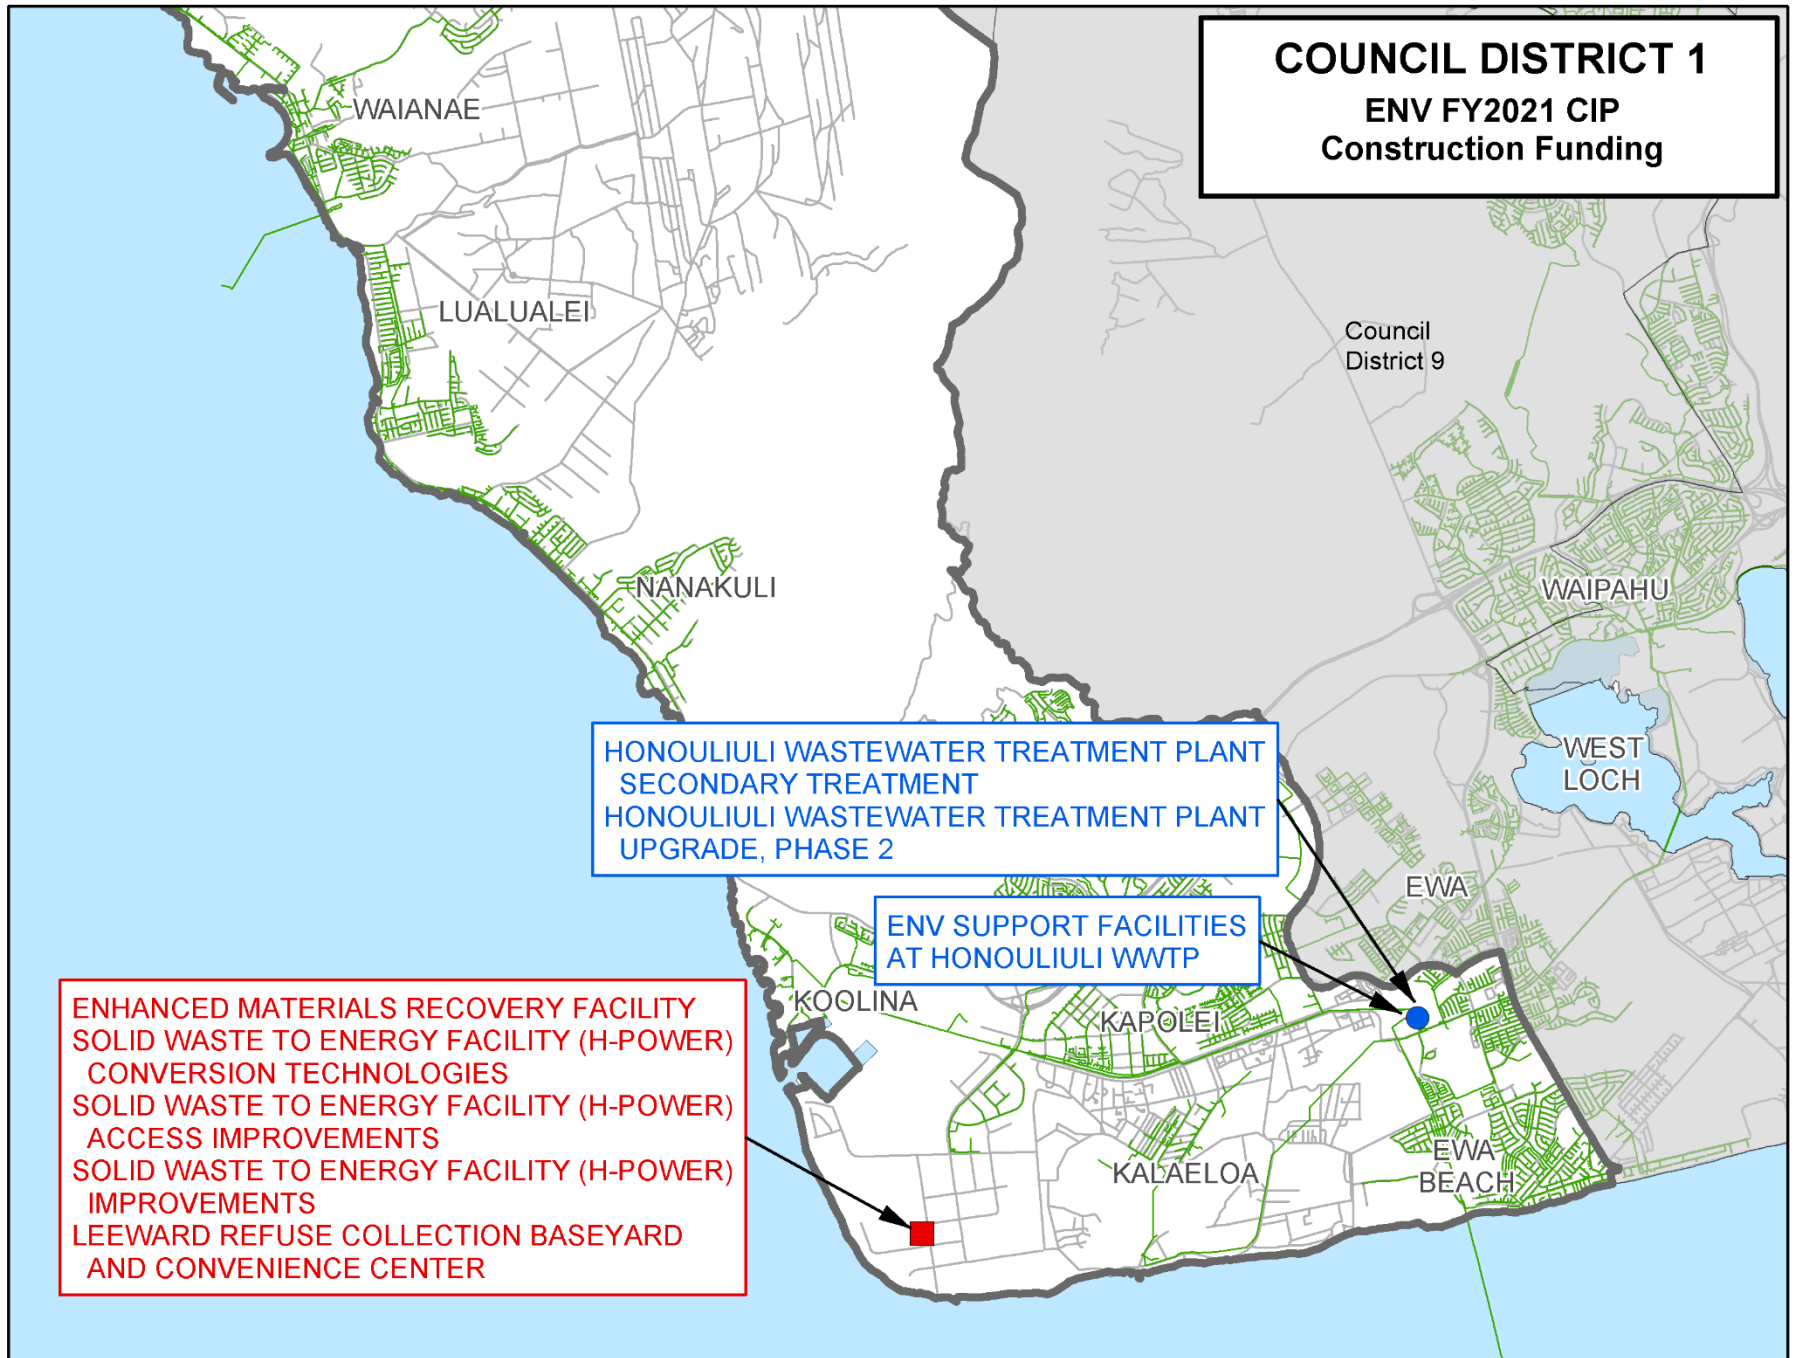 COUNCIL DISTRICT 1
ENV FY2021 CIP
Construction Funding
WAIANAE
LUALUALEI
Council
District 9
NANAKULI
WAIPAHU
HONOULIULI WASTEWATER TREATMENT PLANT
SECONDARY TREATMENT
HONOULIULI WASTEWATER TREATMENT PLANT
UPGRADE, PHASE 2
WEST
LOCH
EWA
ENV SUPPORT FACILITIES
AT HONOULIULI WWTP
KOOLINA
KAPOLEI
ENHANCED MATERIALS RECOVERY FACILITY
SOLID WASTE TO ENERGY FACILITY (H-POWER)
CONVERSION TECHNOLOGIES
SOLID WASTE TO ENERGY FACILITY (H-POWER)
ACCESS IMPROVEMENTS
SOLID WASTE TO ENERGY FACILITY (H-POWER)
IMPROVEMENTS
LEEWARD REFUSE COLLECTION BASEYARD
AND CONVENIENCE CENTER
KALAELOA
EWA
BEACH